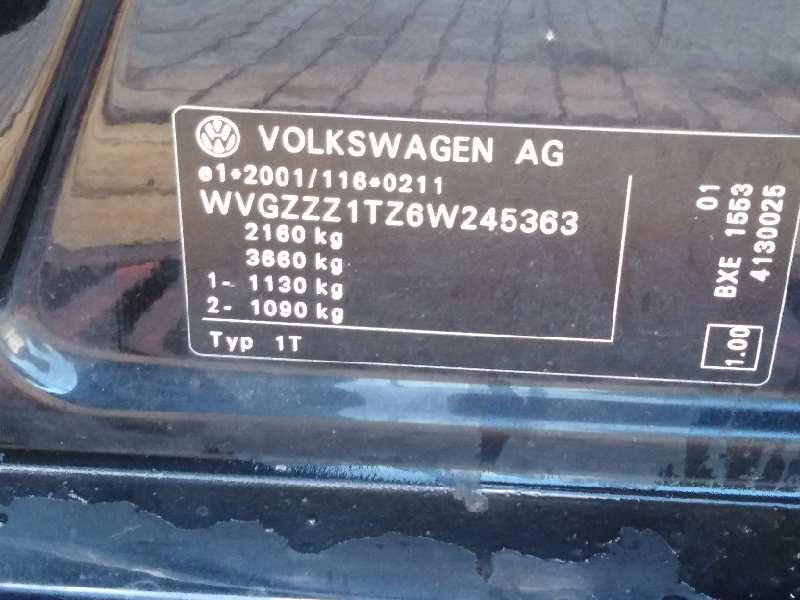 VOLKSWAGEN AG
e1*2001/116*0211
WVGZZZ1TZ6W245363
2160 kg
3660 kg
1- 1130 kg
2- 1090 kg
Typ 1T
01
BXE 1553
4130025
1.00